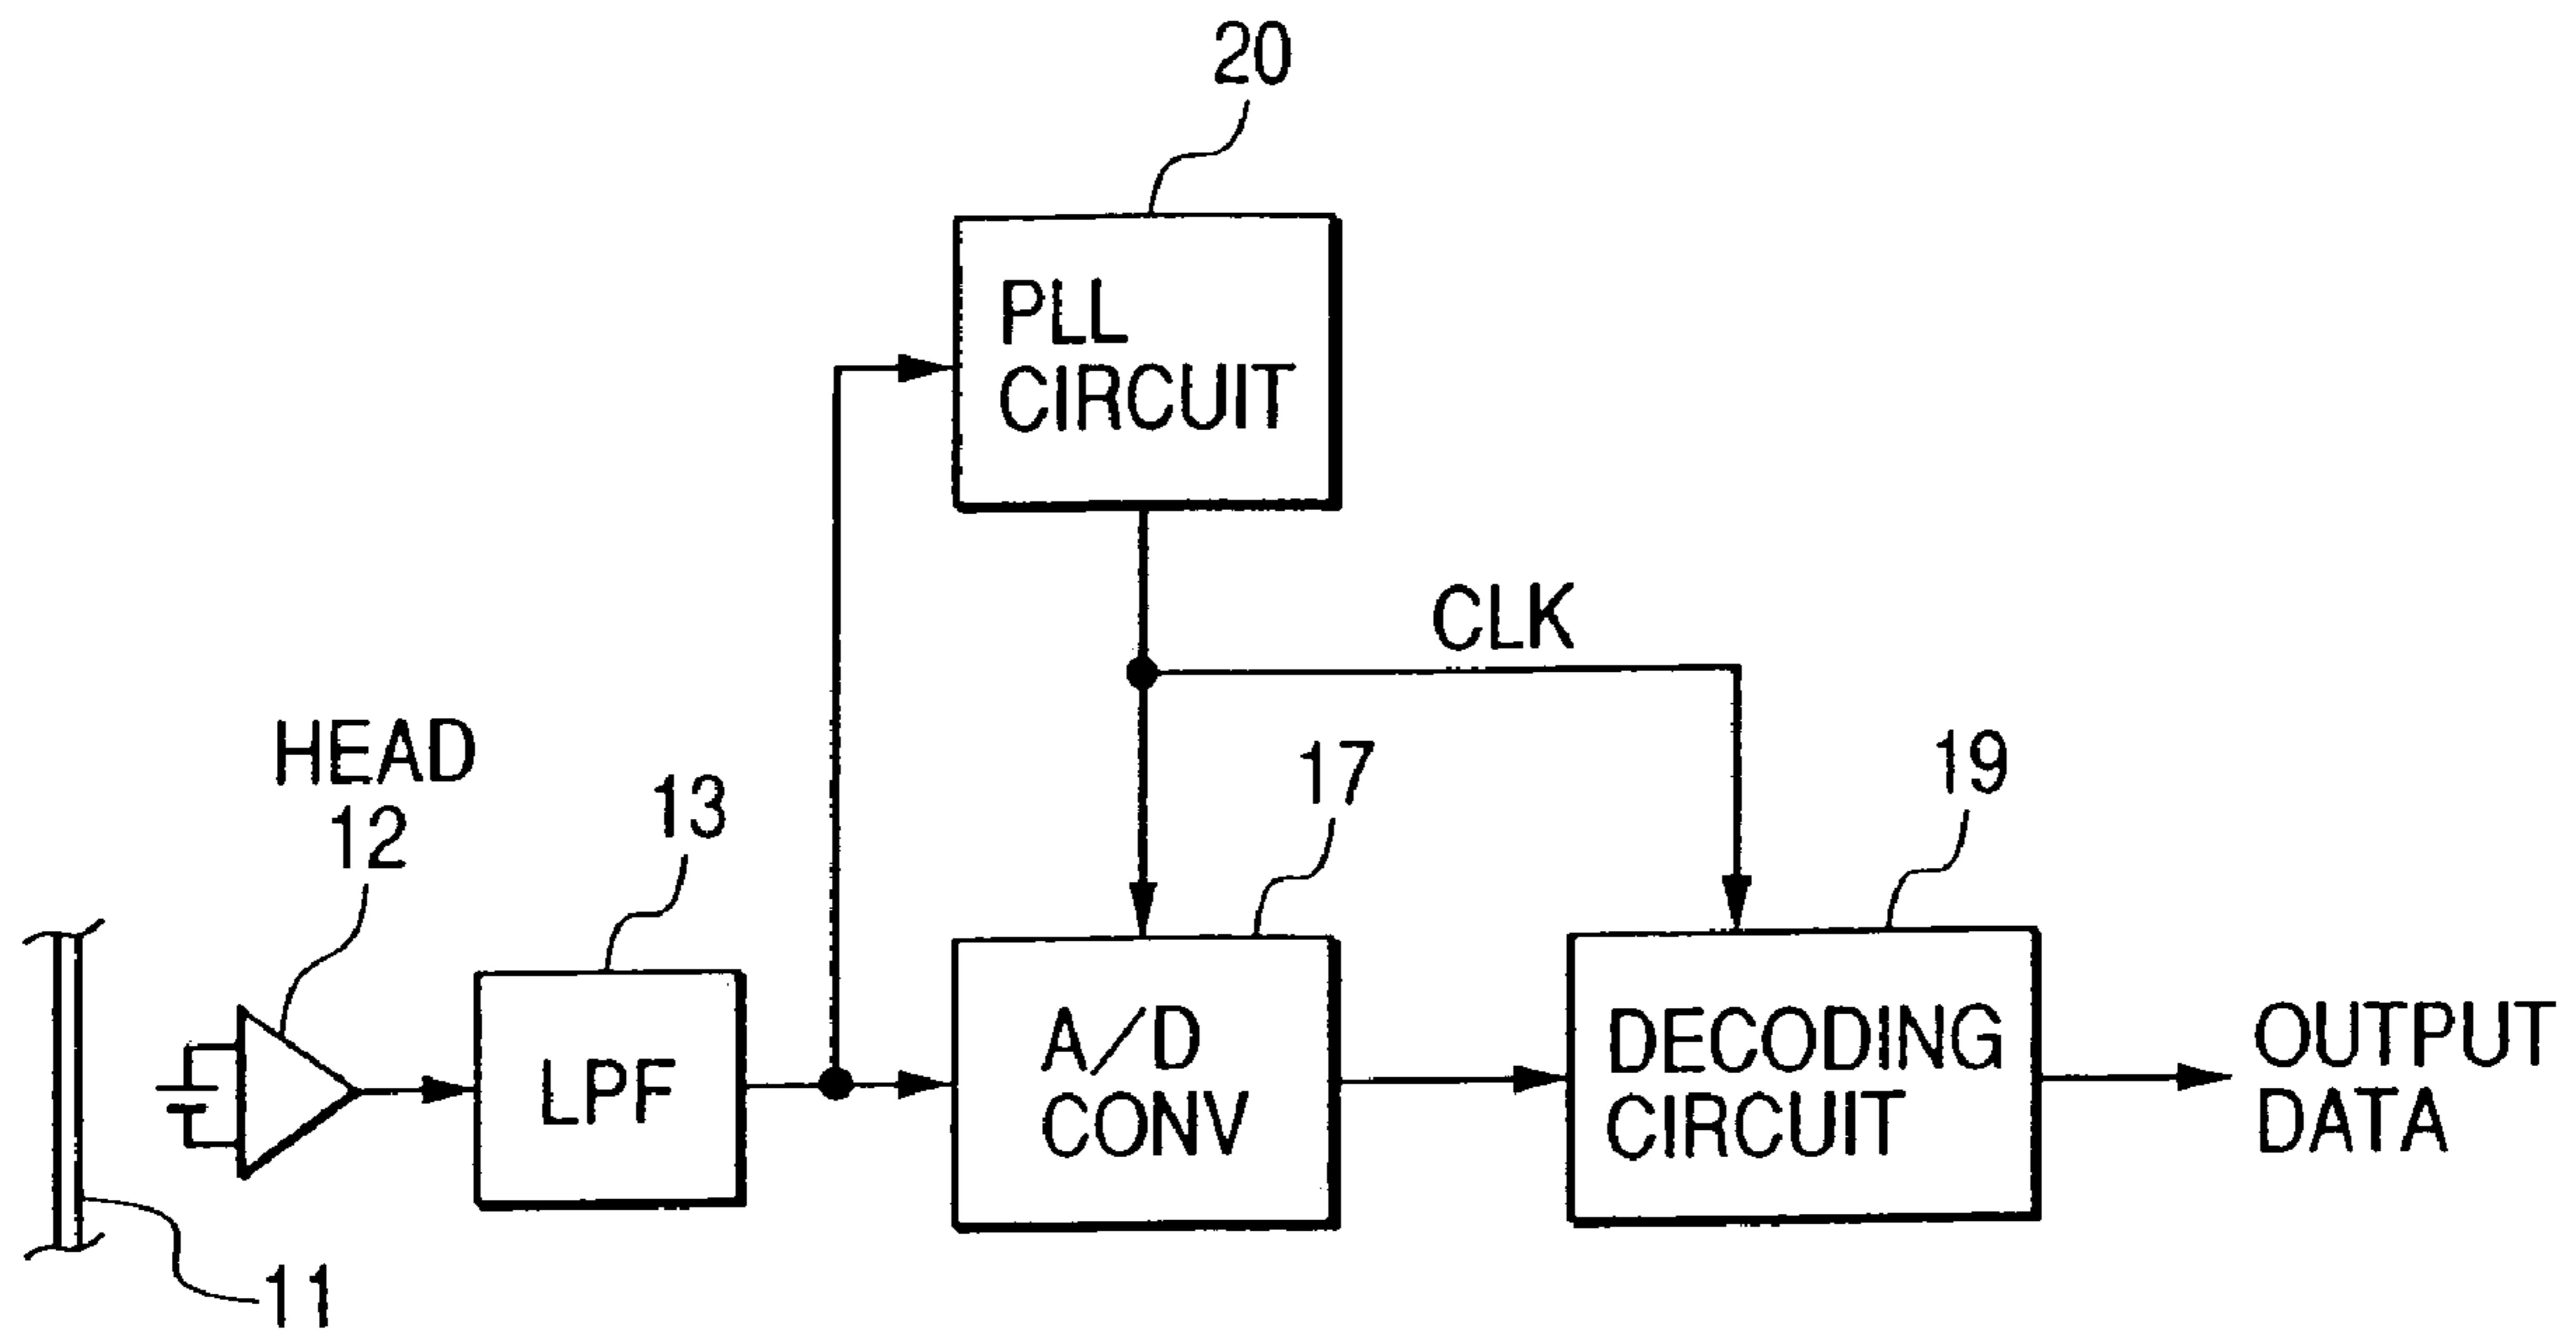 20
PLL
CIRCUIT
CLK
HEAD
12
13
17
19
LPF
A/D
CONV
DECODING
CIRCUIT
OUTPUT
DATA
11